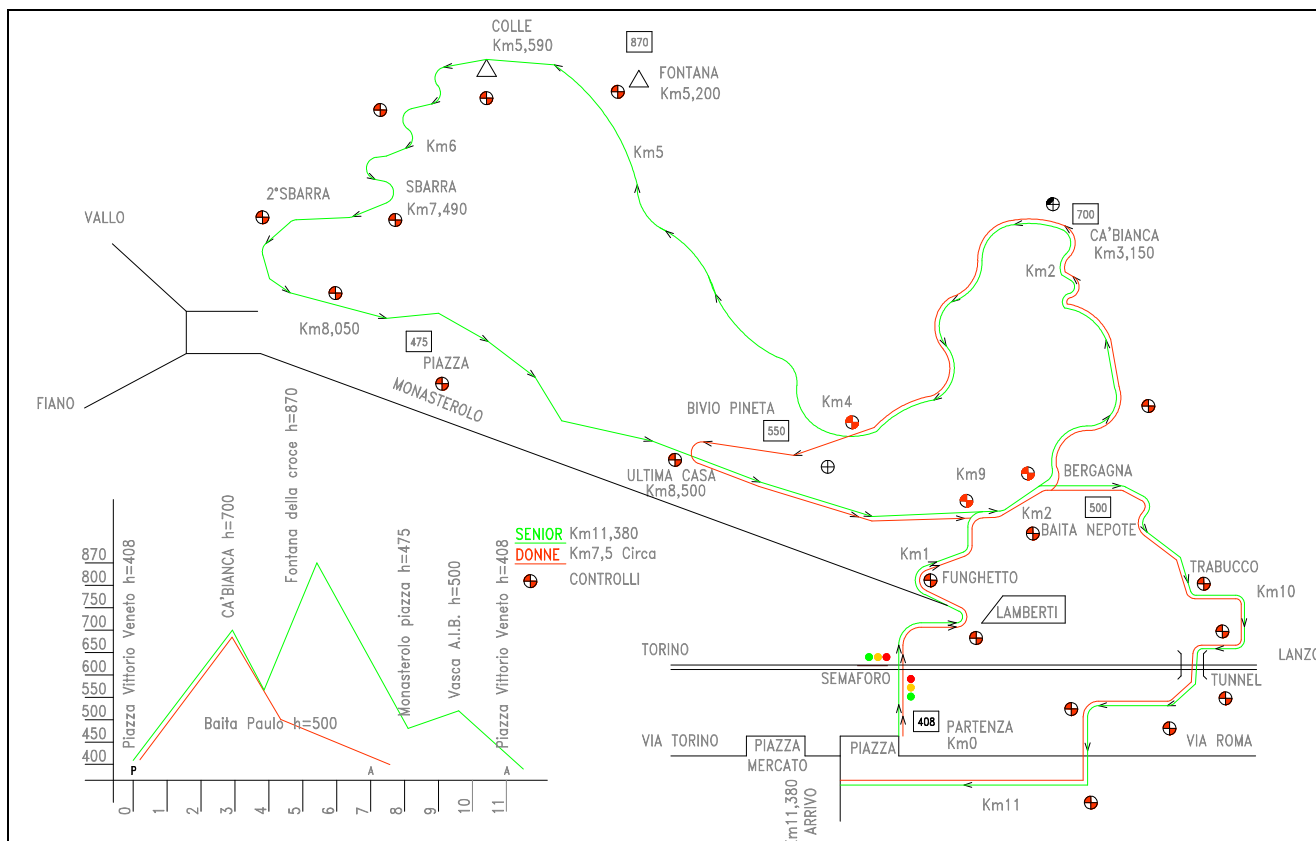 COLLE
Km5,590
870
FONTANA
Km5,200
Km6
Km5
2°SBARRA
SBARRA
Km7,490
VALLO
700
CA'BIANCA
Km3,150
Km2
Km8,050
475
PIAZZA
MONASTEROLO
FIANO
BIVIO PINETA
550
Km4
ULTIMA CASA
Km8,500
Km9
BERGAGNA
500
Km2
BAITA NEPOTE
Km1
FUNGHETTO
TRABUCCO
Km10
LAMBERTI
TORINO
LANZO
SEMAFORO
TUNNEL
408
PARTENZA
Km0
VIA TORINO
PIAZZA
MERCATO
PIAZZA
VIA ROMA
Km11,380
ARRIVO
Km11
SENIOR Km11,380
DONNE Km7,5 Circa
CONTROLLI
870
800
750
700
650
600
550
500
450
400
Piazza Vittorio Veneto h=408
CA'BIANCA h=700
Fontana della croce h=870
Baita Paulo h=500
Monasterolo piazza h=475
Vasca A.I.B. h=500
Piazza Vittorio Veneto h=408
P
A
A
0
1
2
3
4
5
6
7
8
9
10
11